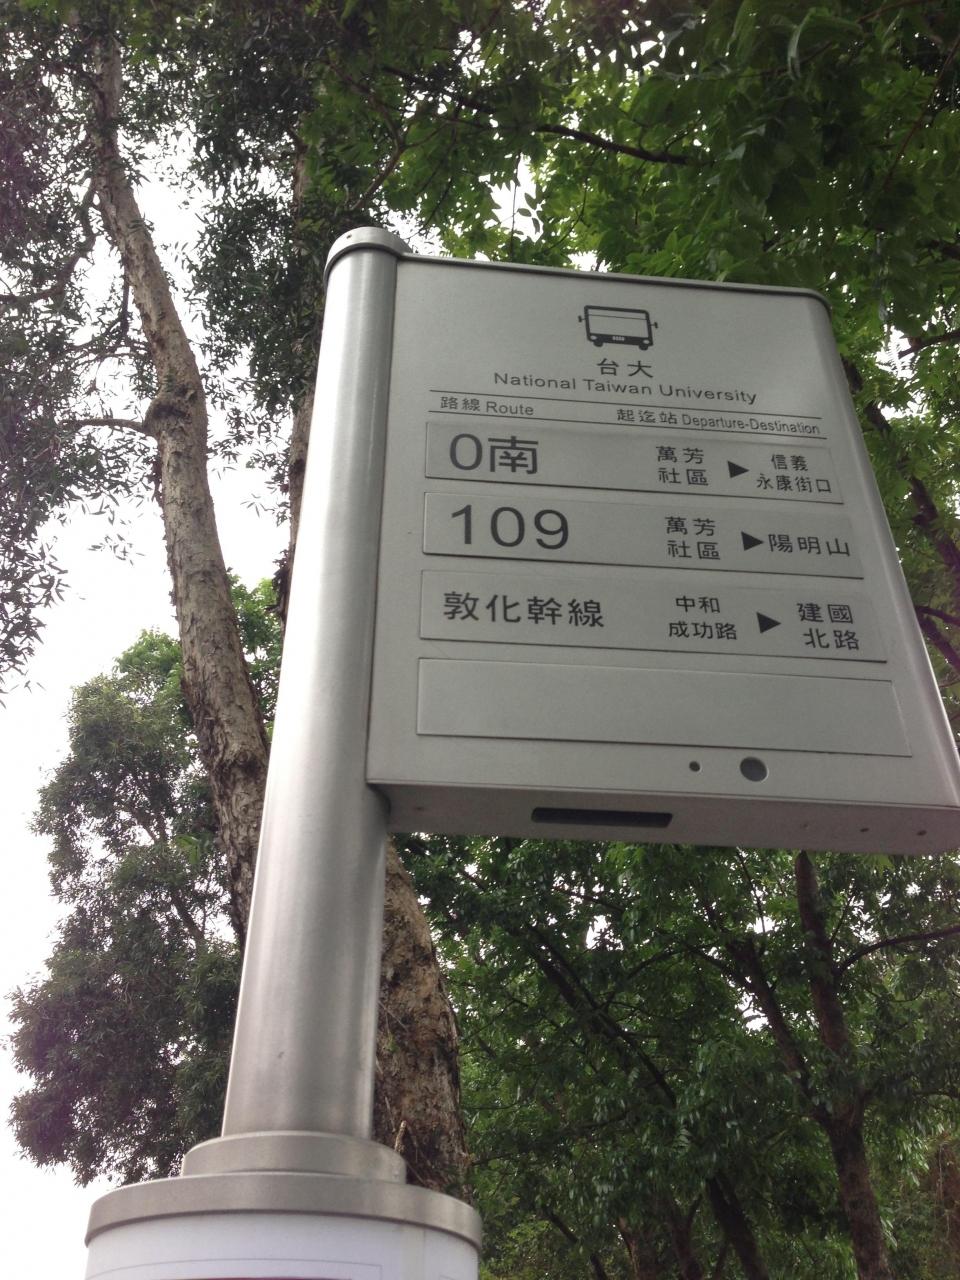 台大
National Taiwan University
路線 Route 起迄站 Departure-Destination
0南 萬芳社區 ▶ 信義永康街口
109 萬芳社區 ▶ 陽明山
敦化幹線 中和成功路 ▶ 建國北路